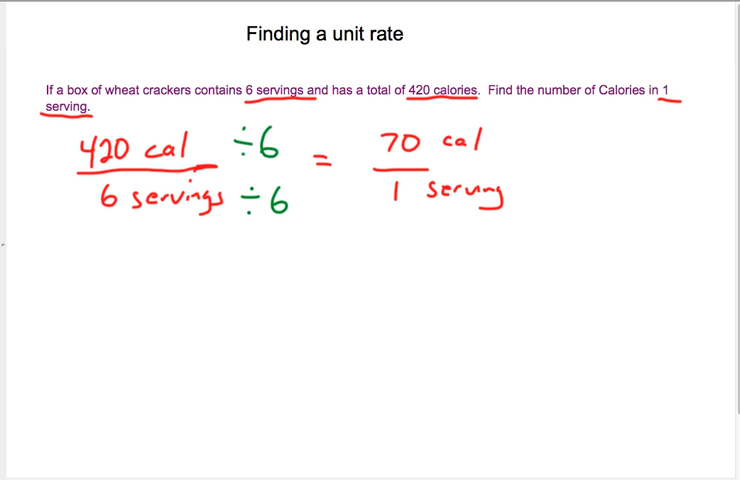 Finding a unit rate
If a box of wheat crackers contains 6 servings and has a total of 420 calories. Find the number of Calories in 1
serving.
420 cal ÷6 = 70 cal
6 servings ÷6 1 serving